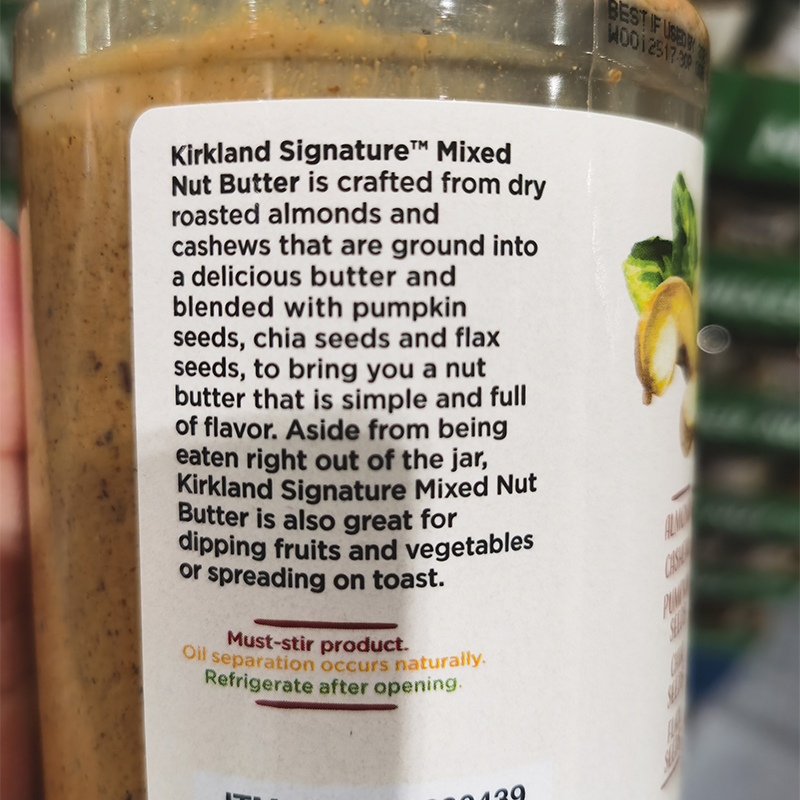 BEST IF USED BY
Kirkland Signature™ Mixed
Nut Butter is crafted from dry
roasted almonds and
cashews that are ground into
a delicious butter and
blended with pumpkin
seeds, chia seeds and flax
seeds, to bring you a nut
butter that is simple and full
of flavor. Aside from being
eaten right out of the jar,
Kirkland Signature Mixed Nut
Butter is also great for
dipping fruits and vegetables
or spreading on toast.
Must-stir product.
Oil separation occurs naturally.
Refrigerate after opening.